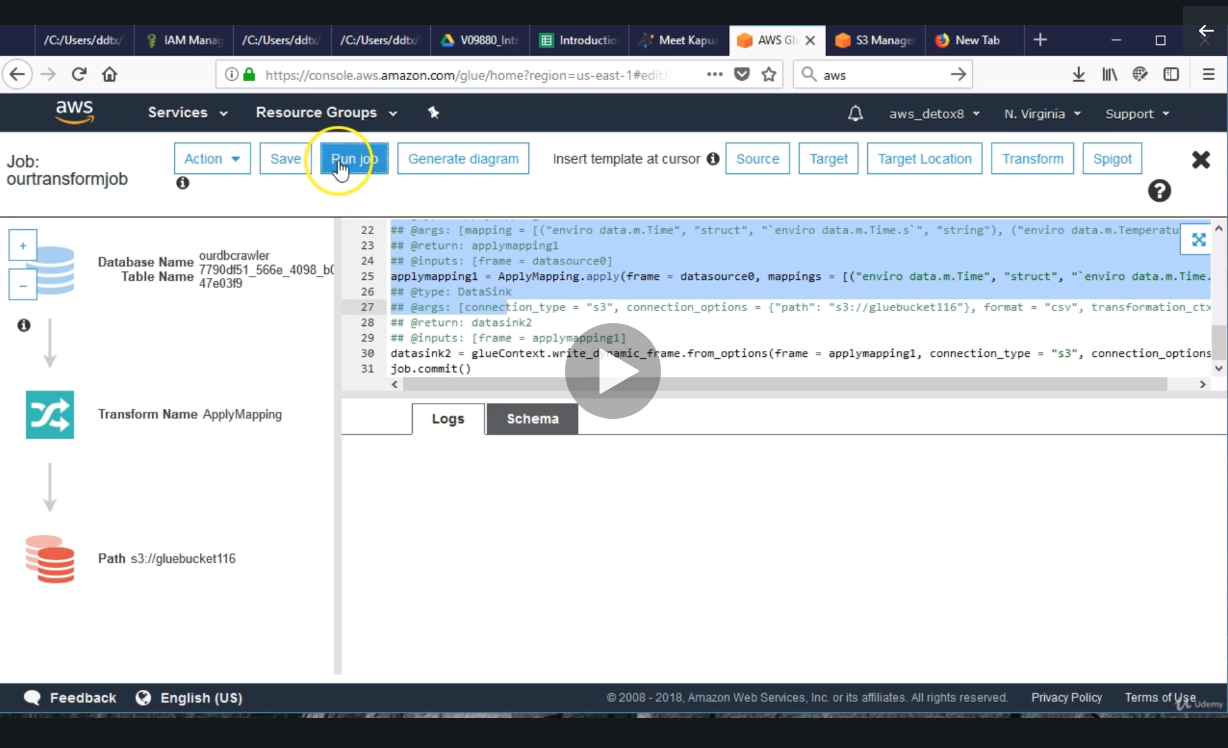 /C:/Users/ddtx/
IAM Manag
/C:/Users/ddtx/
/C:/Users/ddtx/
V09880_Intr
Introductio
Meet Kapu
AWS Gl
S3 Manage
New Tab
https://console.aws.amazon.com/glue/home?region=us-east-1#editJ
aws
aws
Services
Resource Groups
aws_detox8
N. Virginia
Support
Job:
ourtransformjob
Action
Save
Run job
Generate diagram
Insert template at cursor
Source
Target
Target Location
Transform
Spigot
Database Name ourdbcrawler
Table Name 7790df51_566e_4098_b0
47e03f9
Transform Name ApplyMapping
Path s3://gluebucket116
22 ## @args: [mapping = [("enviro data.m.Time", "struct", "`enviro data.m.Time.s`", "string"), ("enviro data.m.Temperatu
23 ## @return: applymapping1
24 ## @inputs: [frame = datasource0]
25 applymapping1 = ApplyMapping.apply(frame = datasource0, mappings = [("enviro data.m.Time", "struct", "`enviro data.m.Time.
26 ## @type: DataSink
27 ## @args: [connection_type = "s3", connection_options = {"path": "s3://gluebucket116"}, format = "csv", transformation_ctx
28 ## @return: datasink2
29 ## @inputs: [frame = applymapping1]
30 datasink2 = glueContext.write_dynamic_frame.from_options(frame = applymapping1, connection_type = "s3", connection_options
31 job.commit()
Logs
Schema
Feedback
English (US)
© 2008 - 2018, Amazon Web Services, Inc. or its affiliates. All rights reserved.
Privacy Policy
Terms of Use
Udemy